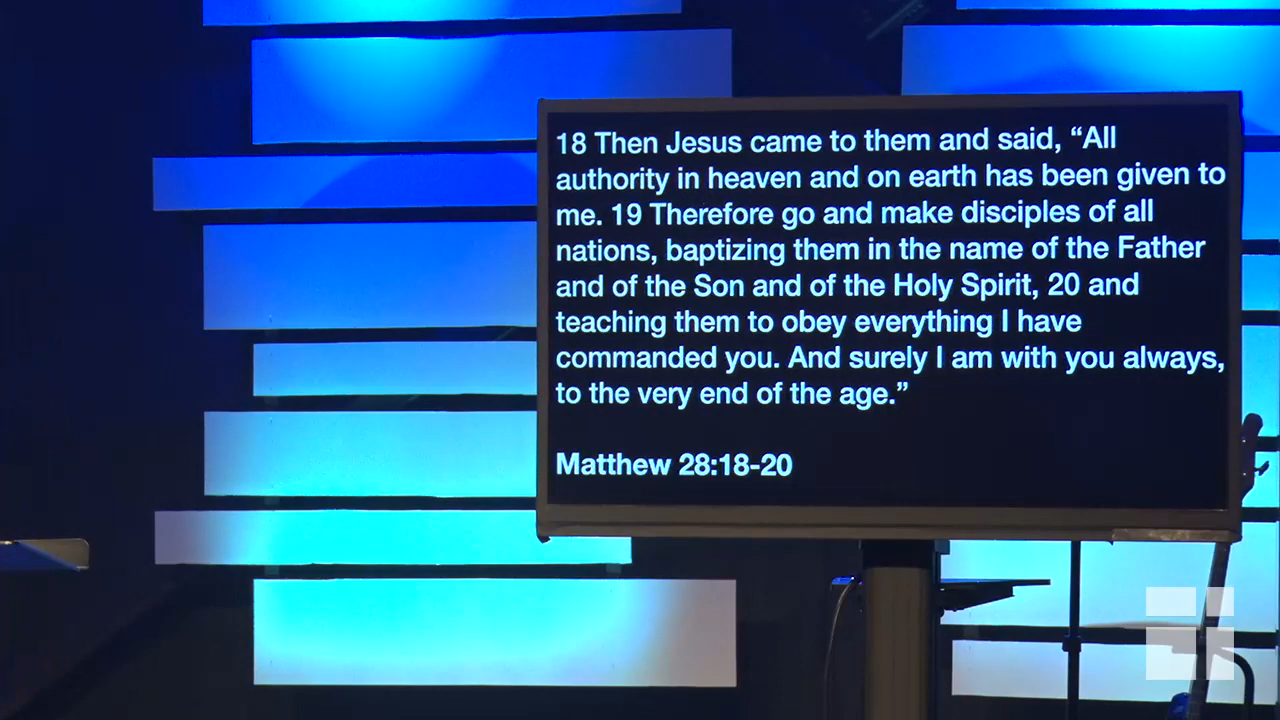 18 Then Jesus came to them and said, “All
authority in heaven and on earth has been given to
me. 19 Therefore go and make disciples of all
nations, baptizing them in the name of the Father
and of the Son and of the Holy Spirit, 20 and
teaching them to obey everything I have
commanded you. And surely I am with you always,
to the very end of the age.”
Matthew 28:18-20